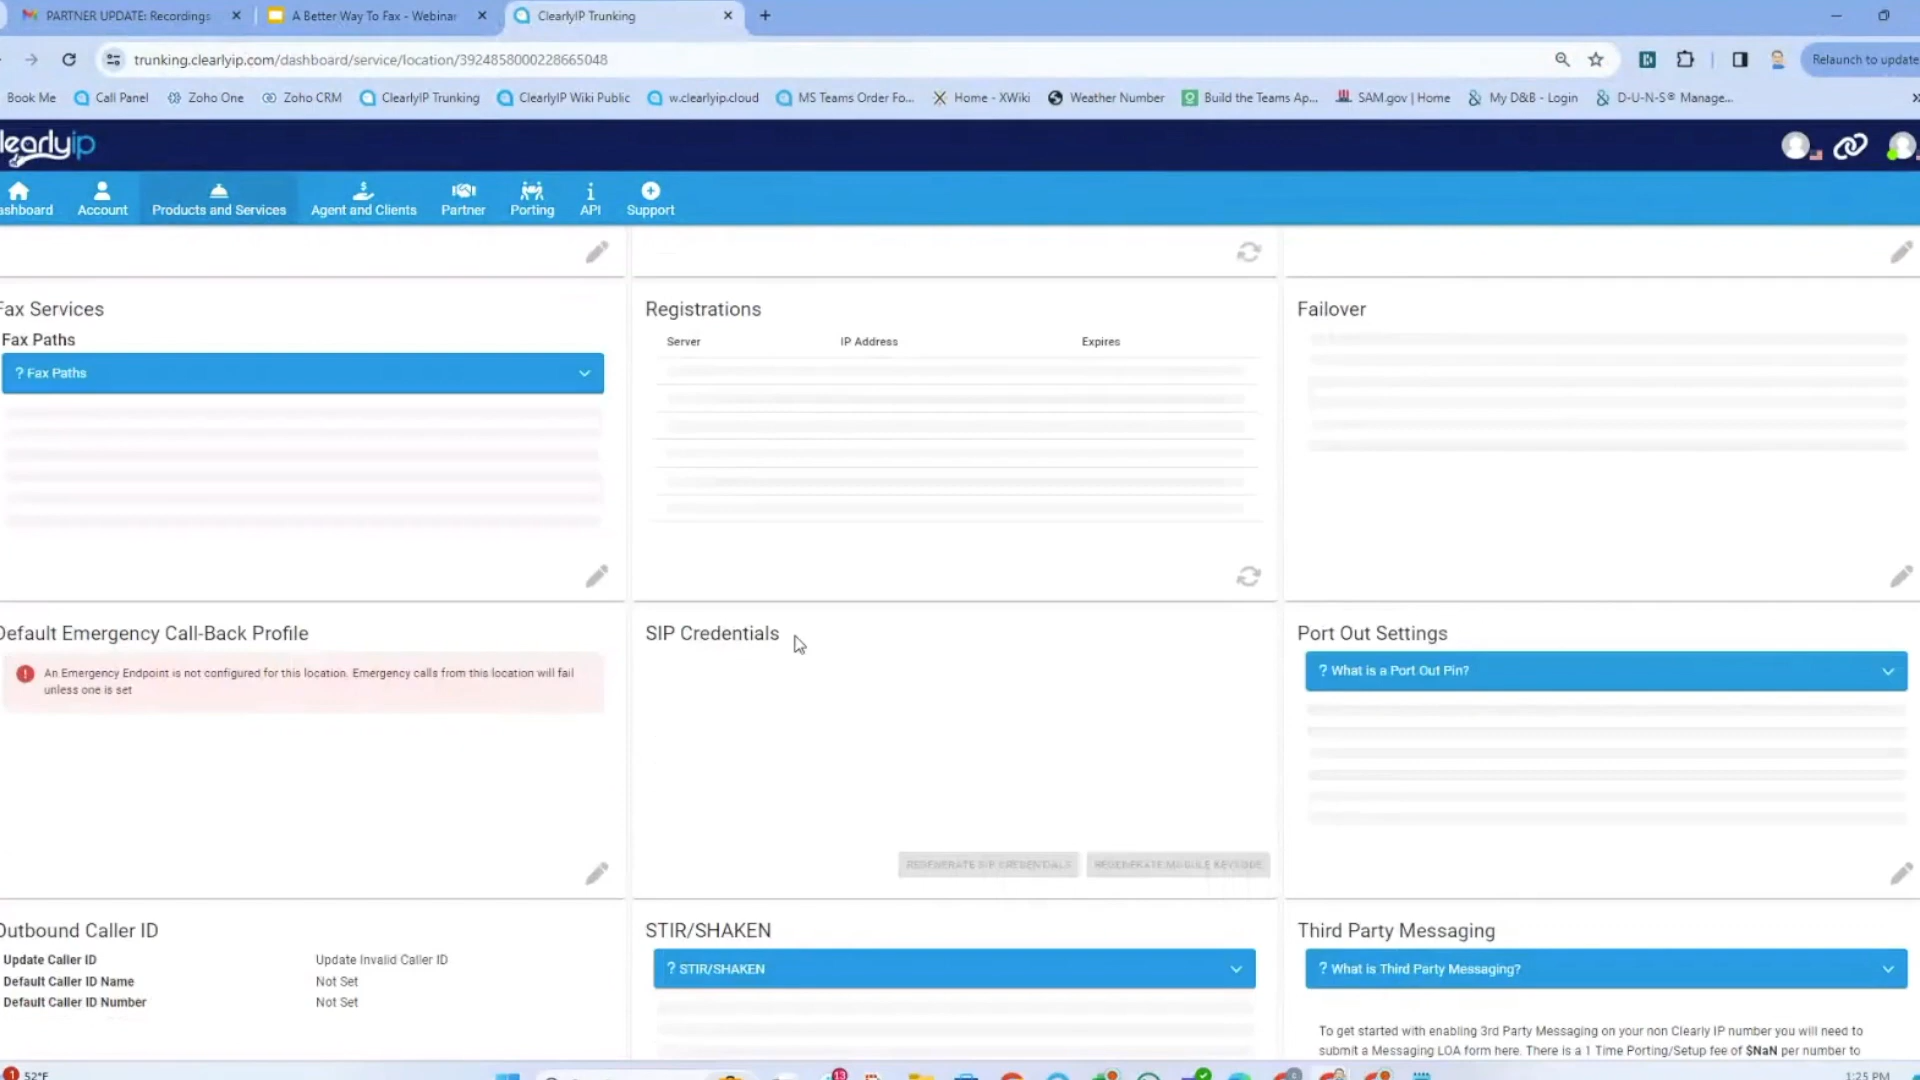 PARTNER UPDATE: Recordings
A Better Way To Fax - Webinar
ClearlyIP Trunking
trunking.clearlyip.com/dashboard/service/location/3924858000228665048
Relaunch to update
Book Me
Call Panel
Zoho One
Zoho CRM
ClearlyIP Trunking
ClearlyIP Wiki Public
w.clearlyip.cloud
MS Teams Order Fo...
Home - XWiki
Weather Number
Build the Teams Ap...
SAM.gov | Home
My D&B - Login
D-U-N-S® Manage...
learlyip
ashboard
Account
Products and Services
Agent and Clients
Partner
Porting
API
Support
Fax Services
Fax Paths
? Fax Paths
Registrations
Server IP Address Expires
Failover
Default Emergency Call-Back Profile
An Emergency Endpoint is not configured for this location. Emergency calls from this location will fail
unless one is set
SIP Credentials
REGENERATE SIP CREDENTIALS
REGENERATE MODULE KEYCODE
Port Out Settings
? What is a Port Out Pin?
Outbound Caller ID
Update Caller ID Update Invalid Caller ID
Default Caller ID Name Not Set
Default Caller ID Number Not Set
STIR/SHAKEN
? STIR/SHAKEN
Third Party Messaging
? What is Third Party Messaging?
To get started with enabling 3rd Party Messaging on your non Clearly IP number you will need to
submit a Messaging LOA form here. There is a 1 Time Porting/Setup fee of $NaN per number to
1
52°F
13
1:25 PM